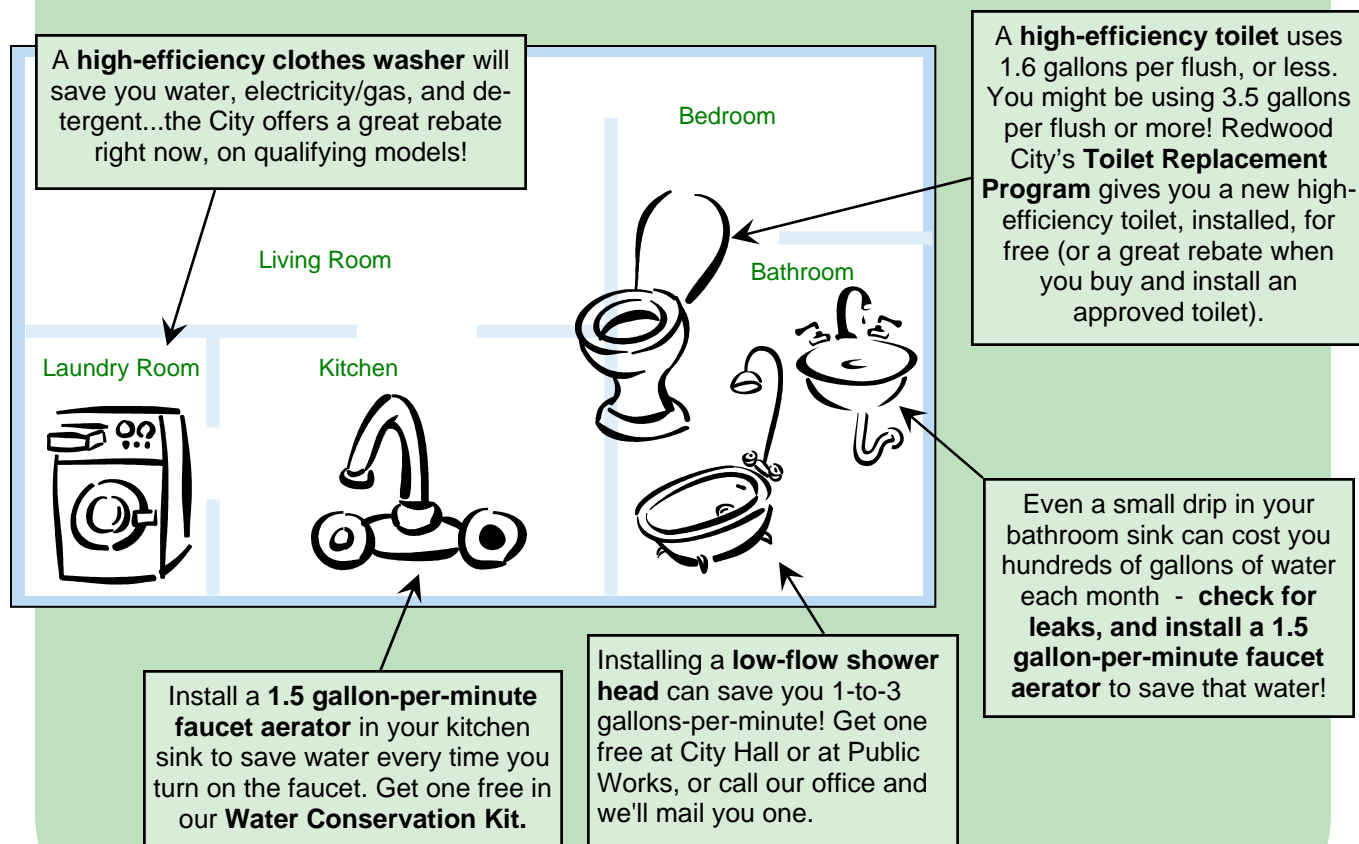 A high-efficiency clothes washer will
save you water, electricity/gas, and de-
tergent...the City offers a great rebate
right now, on qualifying models!
A high-efficiency toilet uses
1.6 gallons per flush, or less.
You might be using 3.5 gallons
per flush or more! Redwood
City's Toilet Replacement
Program gives you a new high-
efficiency toilet, installed, for
free (or a great rebate when
you buy and install an
approved toilet).
Bedroom
Living Room
Bathroom
Laundry Room
Kitchen
Even a small drip in your
bathroom sink can cost you
hundreds of gallons of water
each month - check for
leaks, and install a 1.5
gallon-per-minute faucet
aerator to save that water!
Install a 1.5 gallon-per-minute
faucet aerator in your kitchen
sink to save water every time you
turn on the faucet. Get one free in
our Water Conservation Kit.
Installing a low-flow shower
head can save you 1-to-3
gallons-per-minute! Get one
free at City Hall or at Public
Works, or call our office and
we'll mail you one.